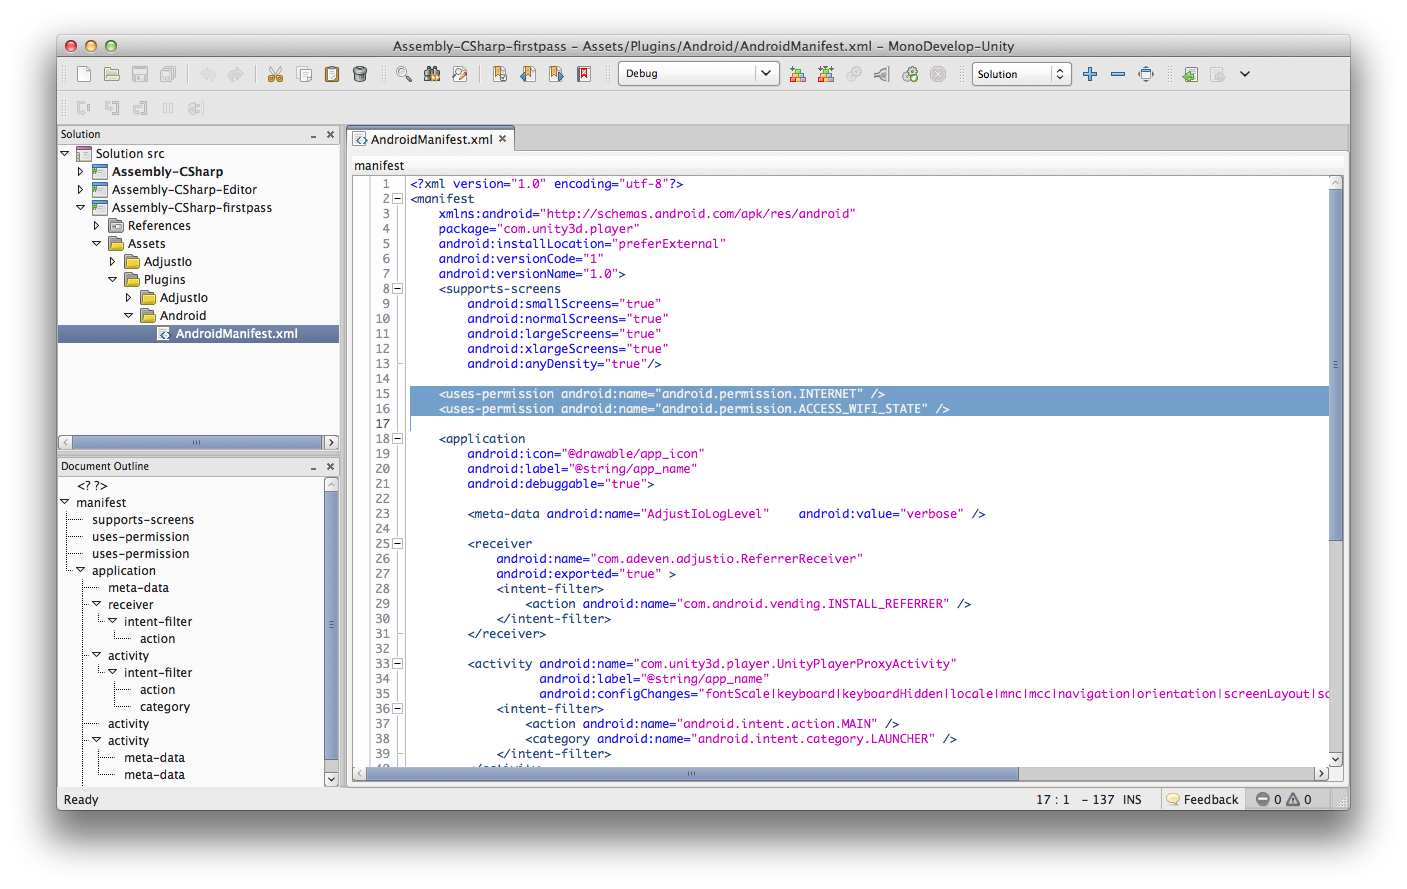 Assembly-CSharp-firstpass – Assets/Plugins/Android/AndroidManifest.xml – MonoDevelop-Unity
Debug
Solution
Solution
Solution src
Assembly-CSharp
Assembly-CSharp-Editor
Assembly-CSharp-firstpass
References
Assets
AdjustIo
Plugins
AdjustIo
Android
AndroidManifest.xml
Document Outline
<? ?>
manifest
supports-screens
uses-permission
uses-permission
application
meta-data
receiver
intent-filter
action
activity
intent-filter
action
category
activity
activity
meta-data
meta-data
AndroidManifest.xml
manifest
1 <?xml version="1.0" encoding="utf-8"?>
2 <manifest
3 xmlns:android="http://schemas.android.com/apk/res/android"
4 package="com.unity3d.player"
5 android:installLocation="preferExternal"
6 android:versionCode="1"
7 android:versionName="1.0">
8 <supports-screens
9 android:smallScreens="true"
10 android:normalScreens="true"
11 android:largeScreens="true"
12 android:xlargeScreens="true"
13 android:anyDensity="true"/>
14
15 <uses-permission android:name="android.permission.INTERNET" />
16 <uses-permission android:name="android.permission.ACCESS_WIFI_STATE" />
17
18 <application
19 android:icon="@drawable/app_icon"
20 android:label="@string/app_name"
21 android:debuggable="true">
22
23 <meta-data android:name="AdjustIoLogLevel" android:value="verbose" />
24
25 <receiver
26 android:name="com.adeven.adjustio.ReferrerReceiver"
27 android:exported="true" >
28 <intent-filter>
29 <action android:name="com.android.vending.INSTALL_REFERRER" />
30 </intent-filter>
31 </receiver>
32
33 <activity android:name="com.unity3d.player.UnityPlayerProxyActivity"
34 android:label="@string/app_name"
35 android:configChanges="fontScale|keyboard|keyboardHidden|locale|mnc|mcc|navigation|orientation|screenLayout|sc
36 <intent-filter>
37 <action android:name="android.intent.action.MAIN" />
38 <category android:name="android.intent.category.LAUNCHER" />
39 </intent-filter>
Ready
17 : 1 – 137 INS
Feedback
0
0